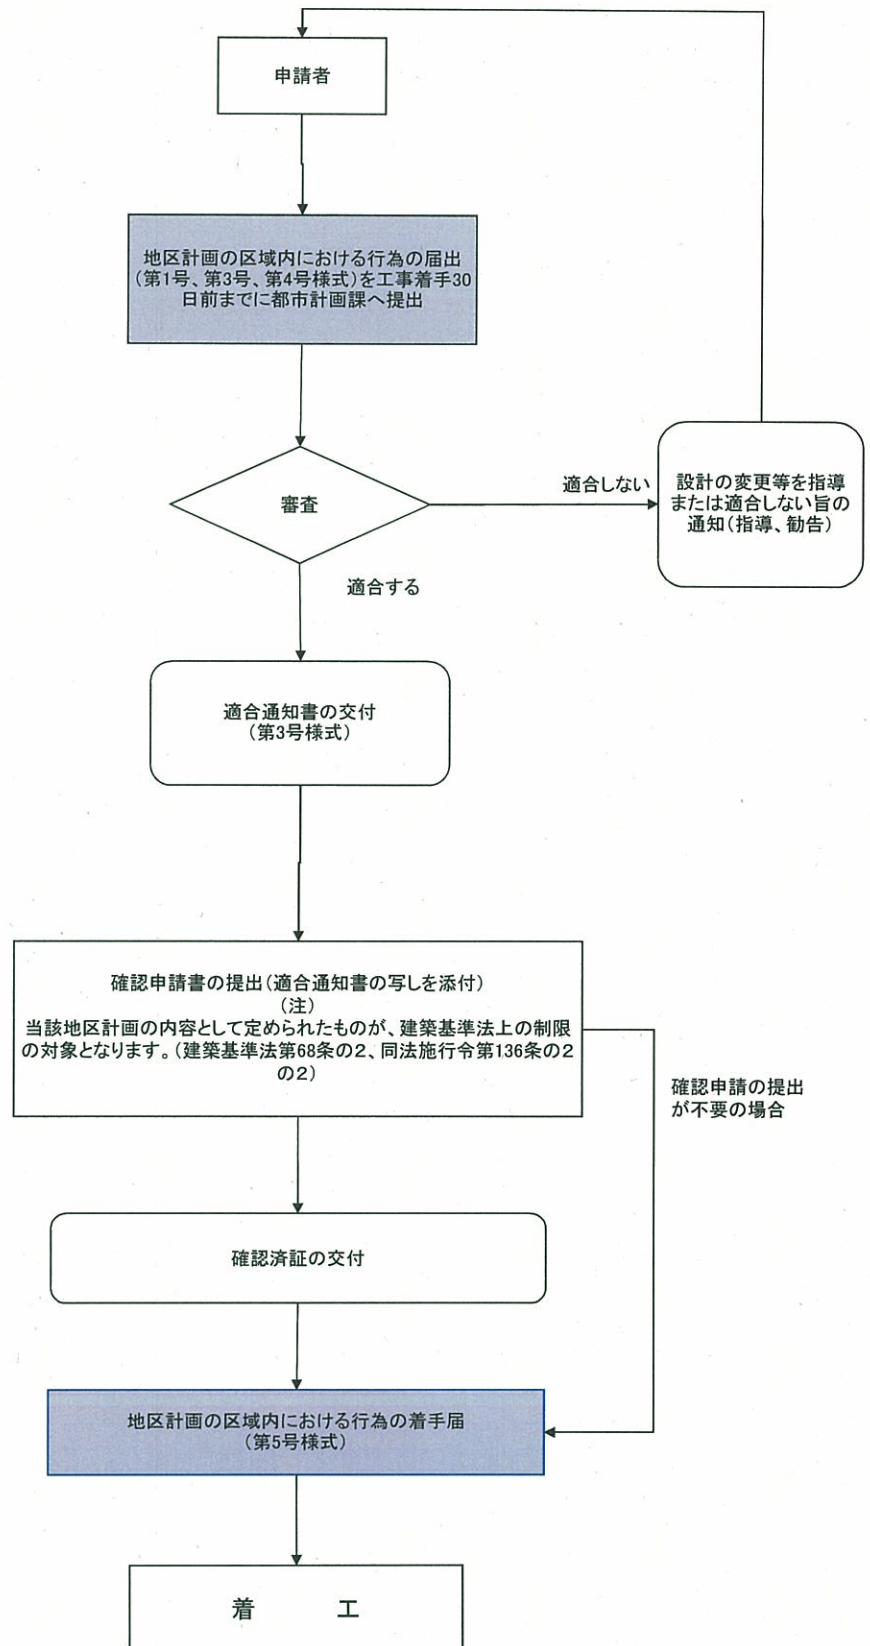 申請者
地区計画の区域内における行為の届出
(第1号、第3号、第4号様式)を工事着手30
日前までに都市計画課へ提出
審査
適合しない
設計の変更等を指導
または適合しない旨の
通知(指導、勧告)
適合する
適合通知書の交付
(第3号様式)
確認申請書の提出(適合通知書の写しを添付)
(注)
当該地区計画の内容として定められたものが、建築基準法上の制限
の対象となります。(建築基準法第68条の2、同法施行令第136条の2
の2)
確認申請の提出
が不要の場合
確認済証の交付
地区計画の区域内における行為の着手届
(第5号様式)
着　　工